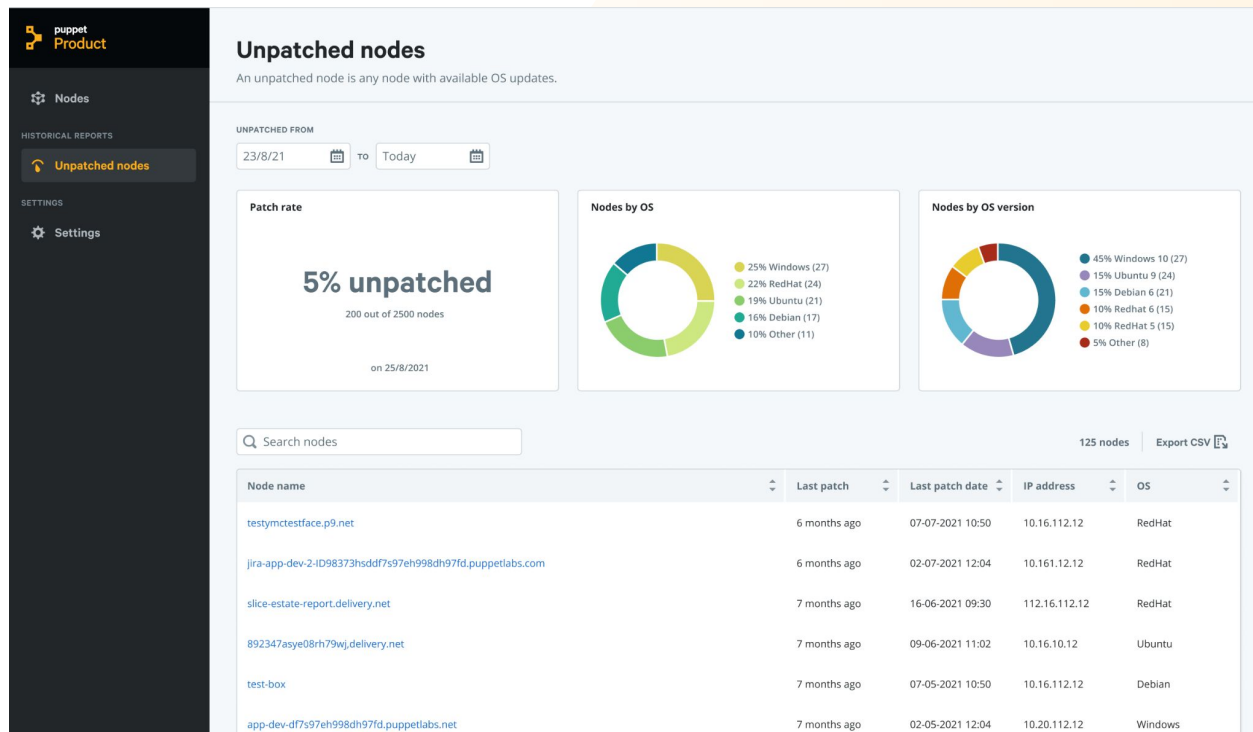 puppet
Product
Nodes
HISTORICAL REPORTS
Unpatched nodes
SETTINGS
Settings
Unpatched nodes
An unpatched node is any node with available OS updates.
UNPATCHED FROM
23/8/21 TO Today
Patch rate
5% unpatched
200 out of 2500 nodes
on 25/8/2021
Nodes by OS
25% Windows (27)
22% RedHat (24)
19% Ubuntu (21)
16% Debian (17)
10% Other (11)
Nodes by OS version
45% Windows 10 (27)
15% Ubuntu 9 (24)
15% Debian 6 (21)
10% Redhat 6 (15)
10% RedHat 5 (15)
5% Other (8)
Search nodes 125 nodes Export CSV
Node name Last patch Last patch date IP address OS
testymctestface.p9.net 6 months ago 07-07-2021 10:50 10.16.112.12 RedHat
jira-app-dev-2-ID98373hsddf7s97eh998dh97fd.puppetlabs.com 6 months ago 02-07-2021 12:04 10.161.12.12 RedHat
slice-estate-report.delivery.net 7 months ago 16-06-2021 09:30 112.16.112.12 RedHat
892347asye08rh79wj,delivery.net 7 months ago 09-06-2021 11:02 10.16.10.12 Ubuntu
test-box 7 months ago 07-05-2021 10:50 10.16.112.12 Debian
app-dev-df7s97eh998dh97fd.puppetlabs.net 7 months ago 02-05-2021 12:04 10.20.112.12 Windows